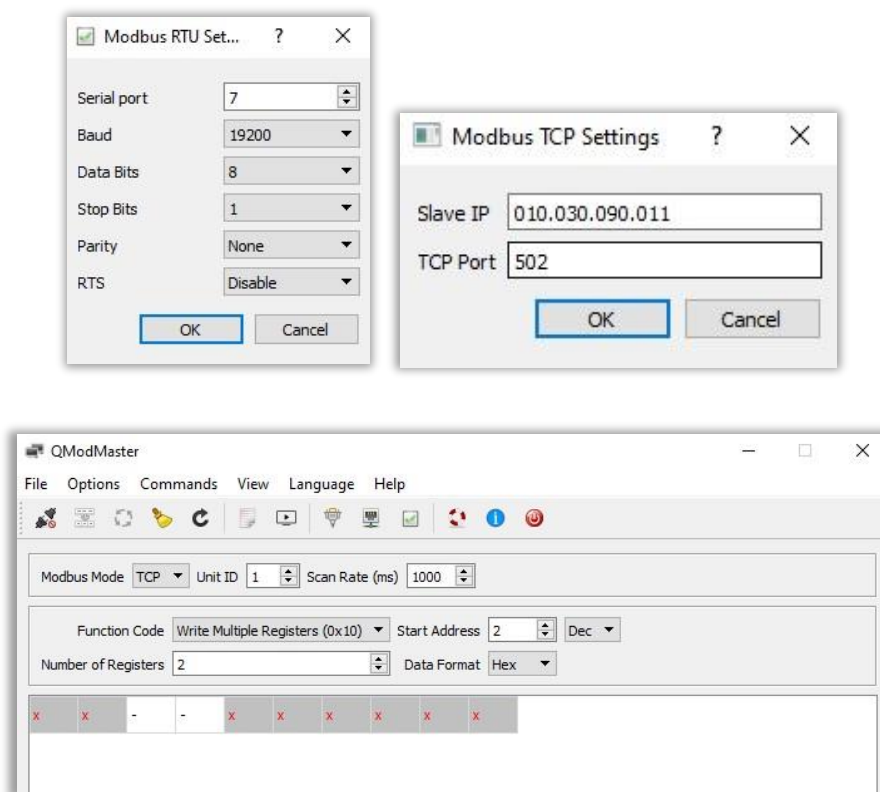 Modbus RTU Set... ? ×
Serial port 7
Baud 19200
Data Bits 8
Stop Bits 1
Parity None
RTS Disable
OK Cancel
Modbus TCP Settings ? ×
Slave IP 010.030.090.011
TCP Port 502
OK Cancel
QModMaster
File Options Commands View Language Help
Modbus Mode TCP Unit ID 1 Scan Rate (ms) 1000
Function Code Write Multiple Registers (0x10) Start Address 2 Dec
Number of Registers 2 Data Format Hex
x x - - x x x x x x